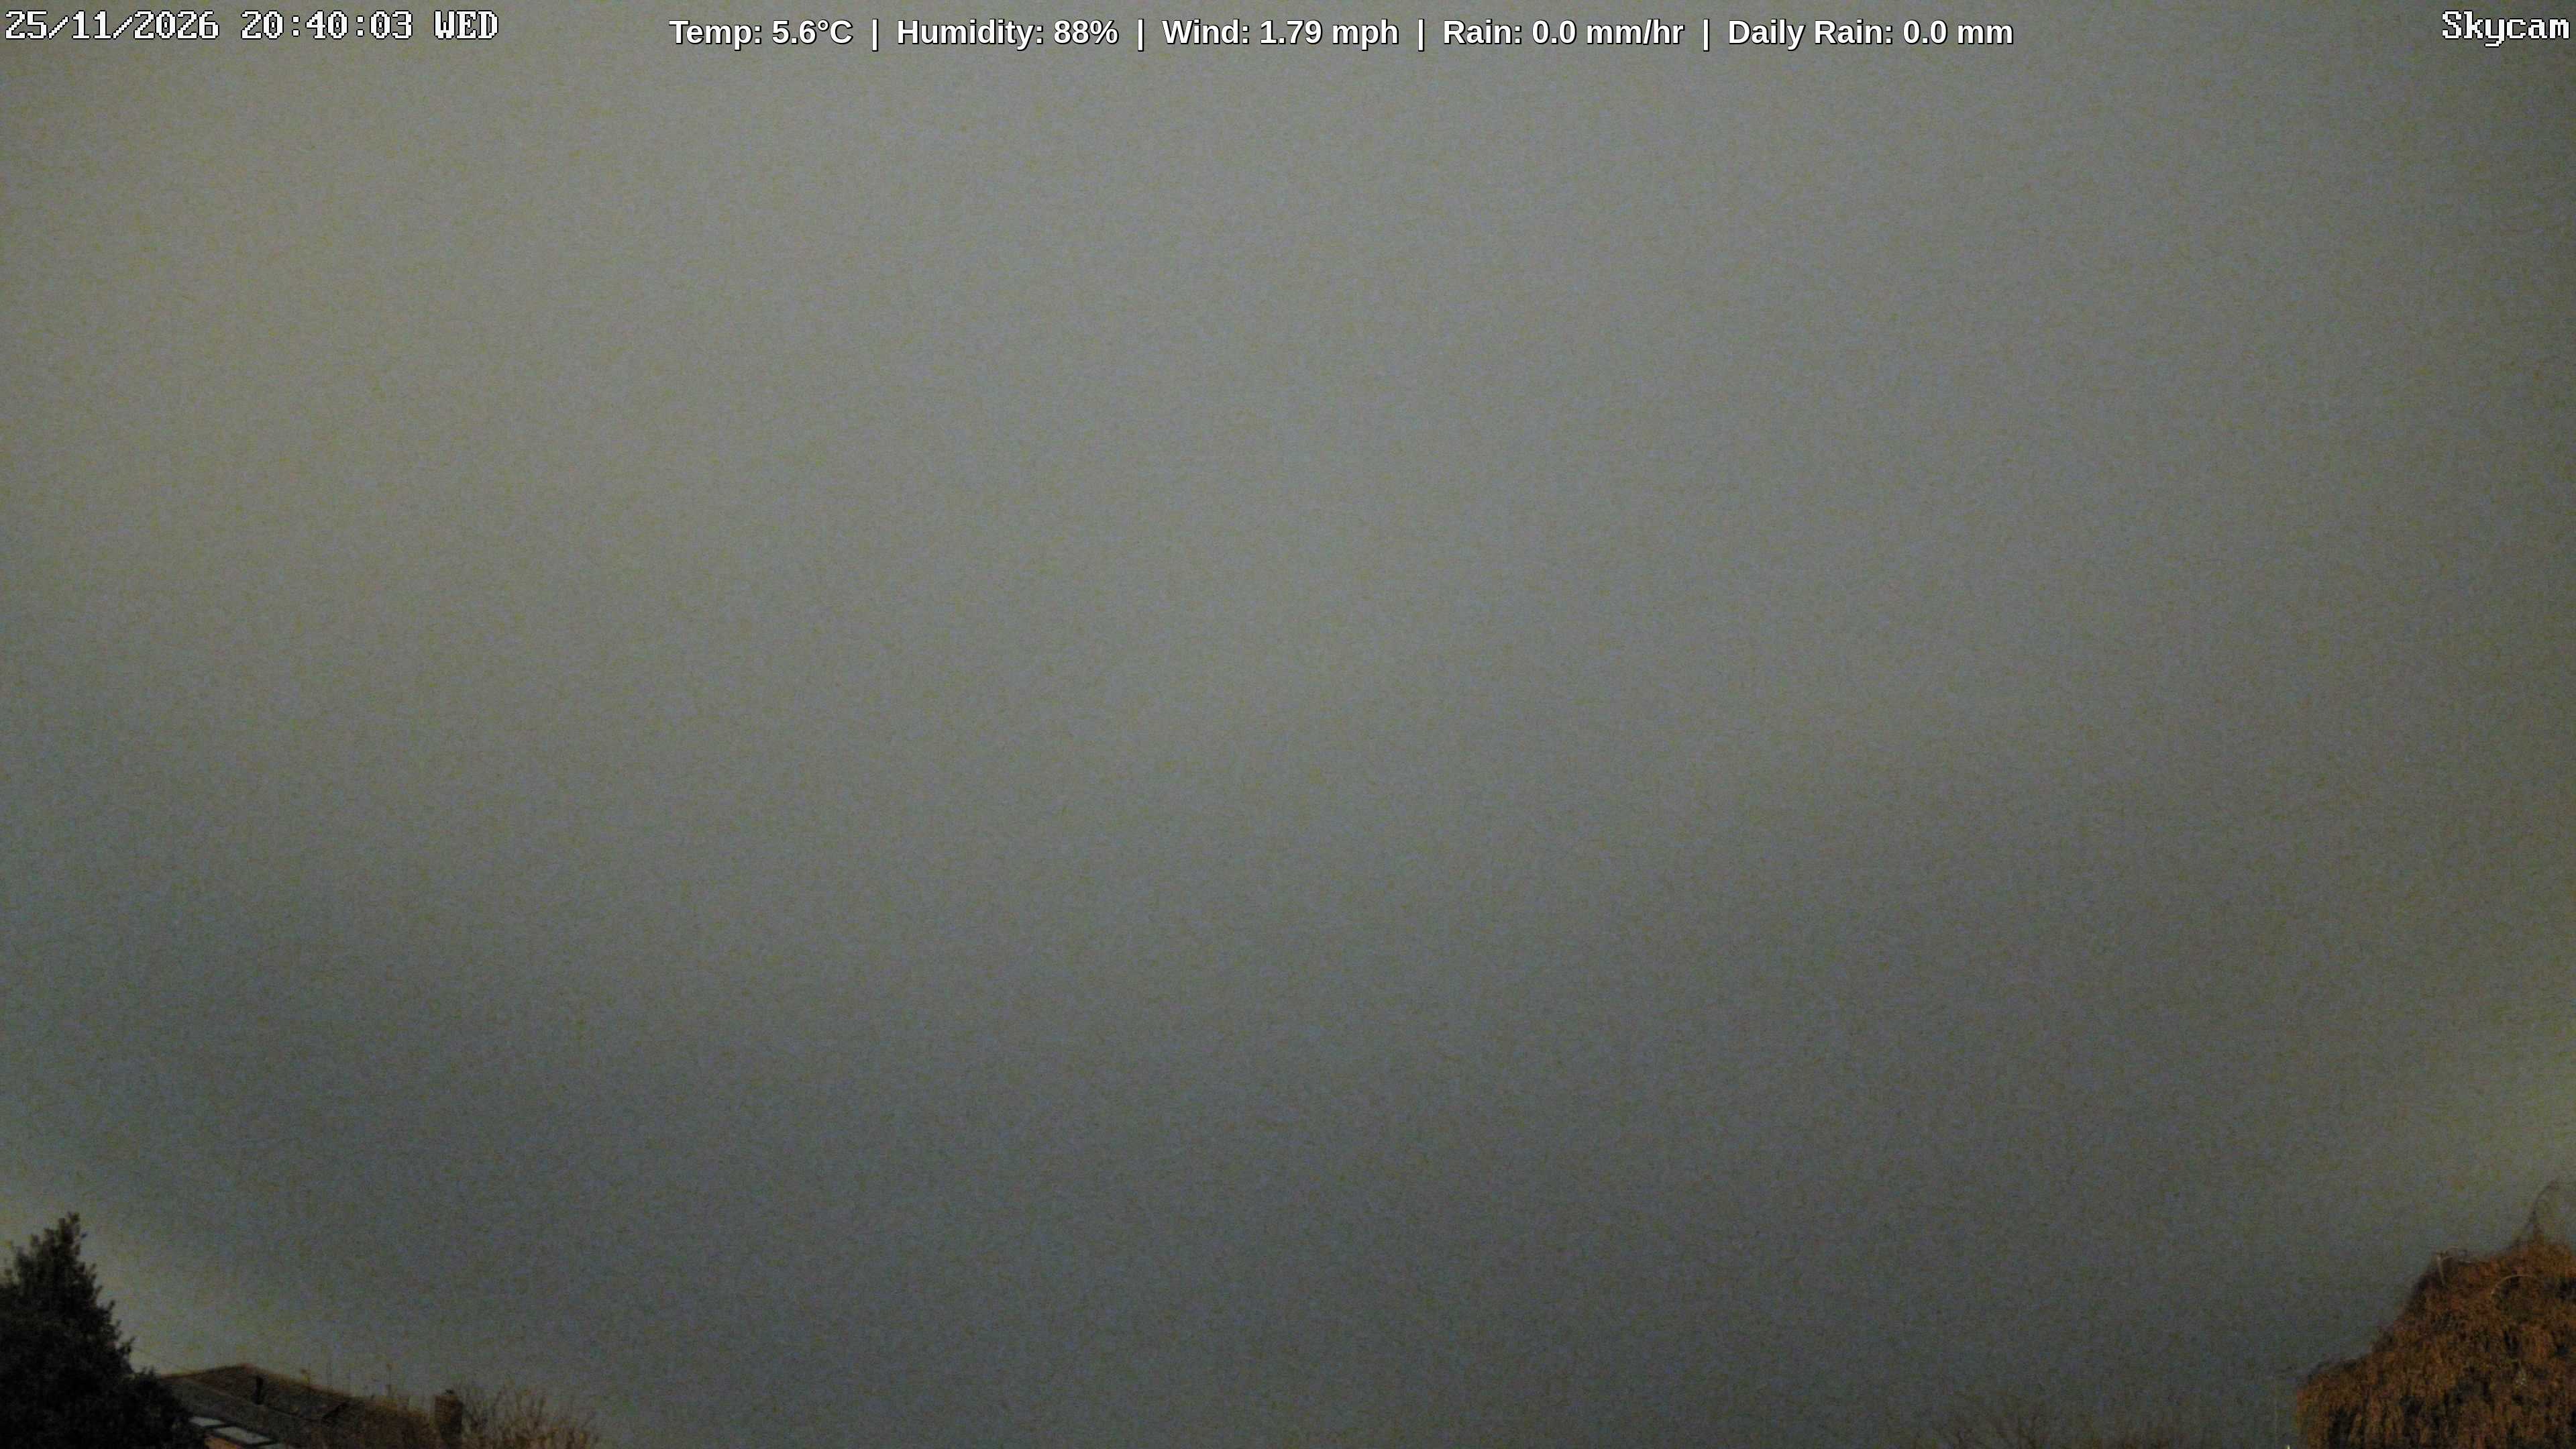 25/11/2026 20:40:03 WED
Temp: 5.6°C | Humidity: 88% | Wind: 1.79 mph | Rain: 0.0 mm/hr | Daily Rain: 0.0 mm
Skycam